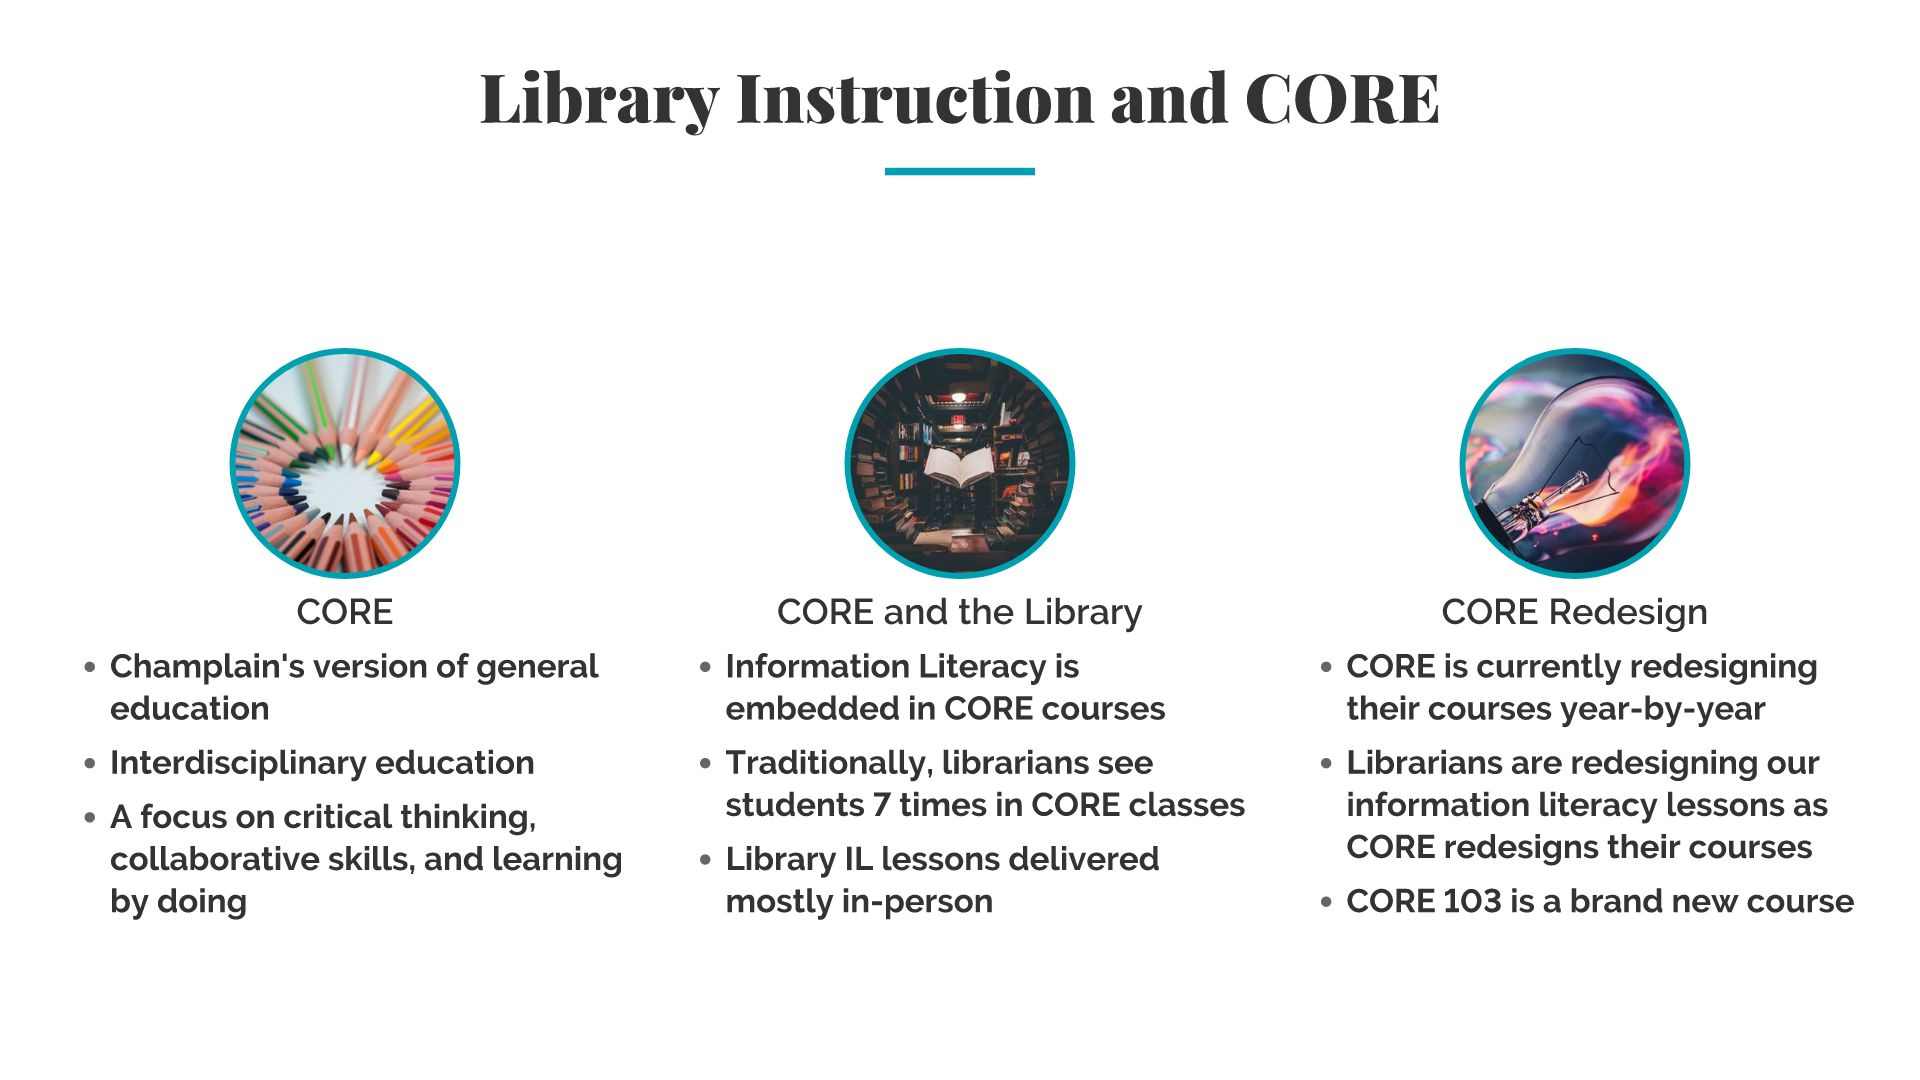 Library Instruction and CORE
CORE
• Champlain's version of general
education
• Interdisciplinary education
• A focus on critical thinking,
collaborative skills, and learning
by doing
CORE and the Library
• Information Literacy is
embedded in CORE courses
• Traditionally, librarians see
students 7 times in CORE classes
• Library IL lessons delivered
mostly in-person
CORE Redesign
• CORE is currently redesigning
their courses year-by-year
• Librarians are redesigning our
information literacy lessons as
CORE redesigns their courses
• CORE 103 is a brand new course